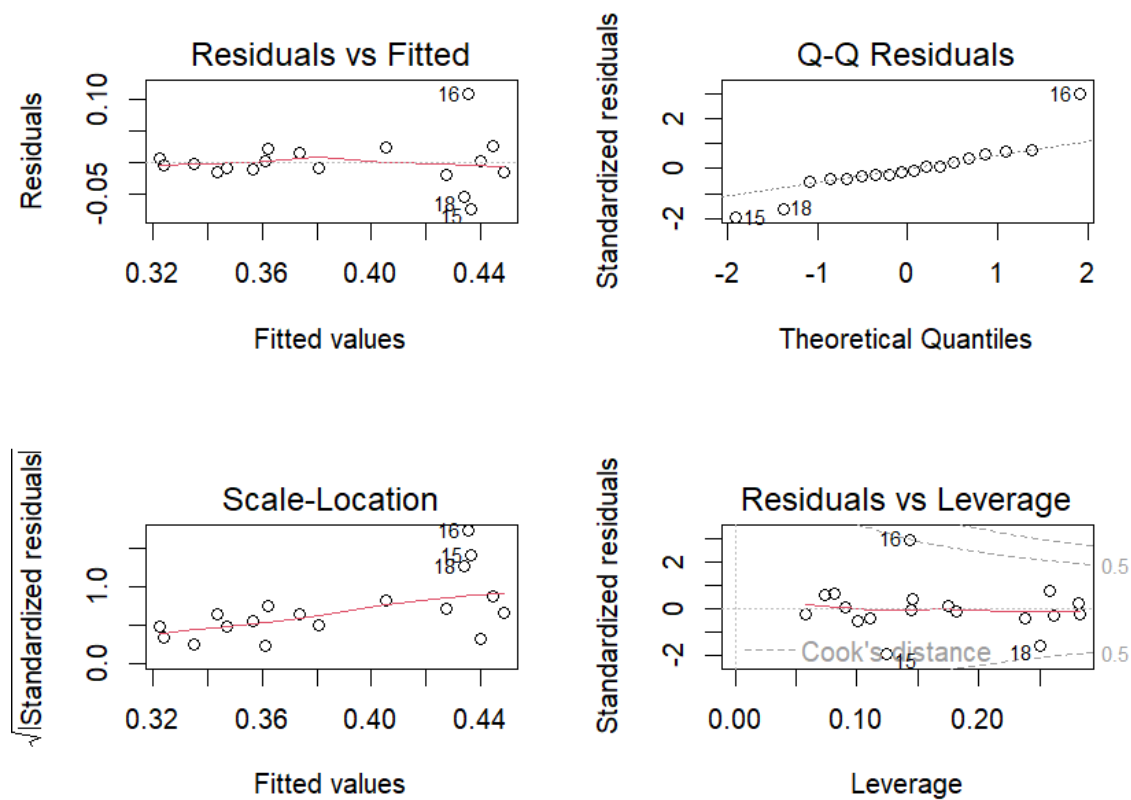 Residuals vs Fitted
Residuals
0.10
-0.05
16
18
15
0.32 0.36 0.40 0.44
Fitted values
Q-Q Residuals
Standardized residuals
2
0
-2
16
15
18
-2 -1 0 1 2
Theoretical Quantiles
Scale-Location
√|Standardized residuals|
1.0
0.0
16
15
18
0.32 0.36 0.40 0.44
Fitted values
Residuals vs Leverage
Standardized residuals
2
0
-2
16
0.5
18
0.5
Cook's distance
15
0.00 0.10 0.20
Leverage